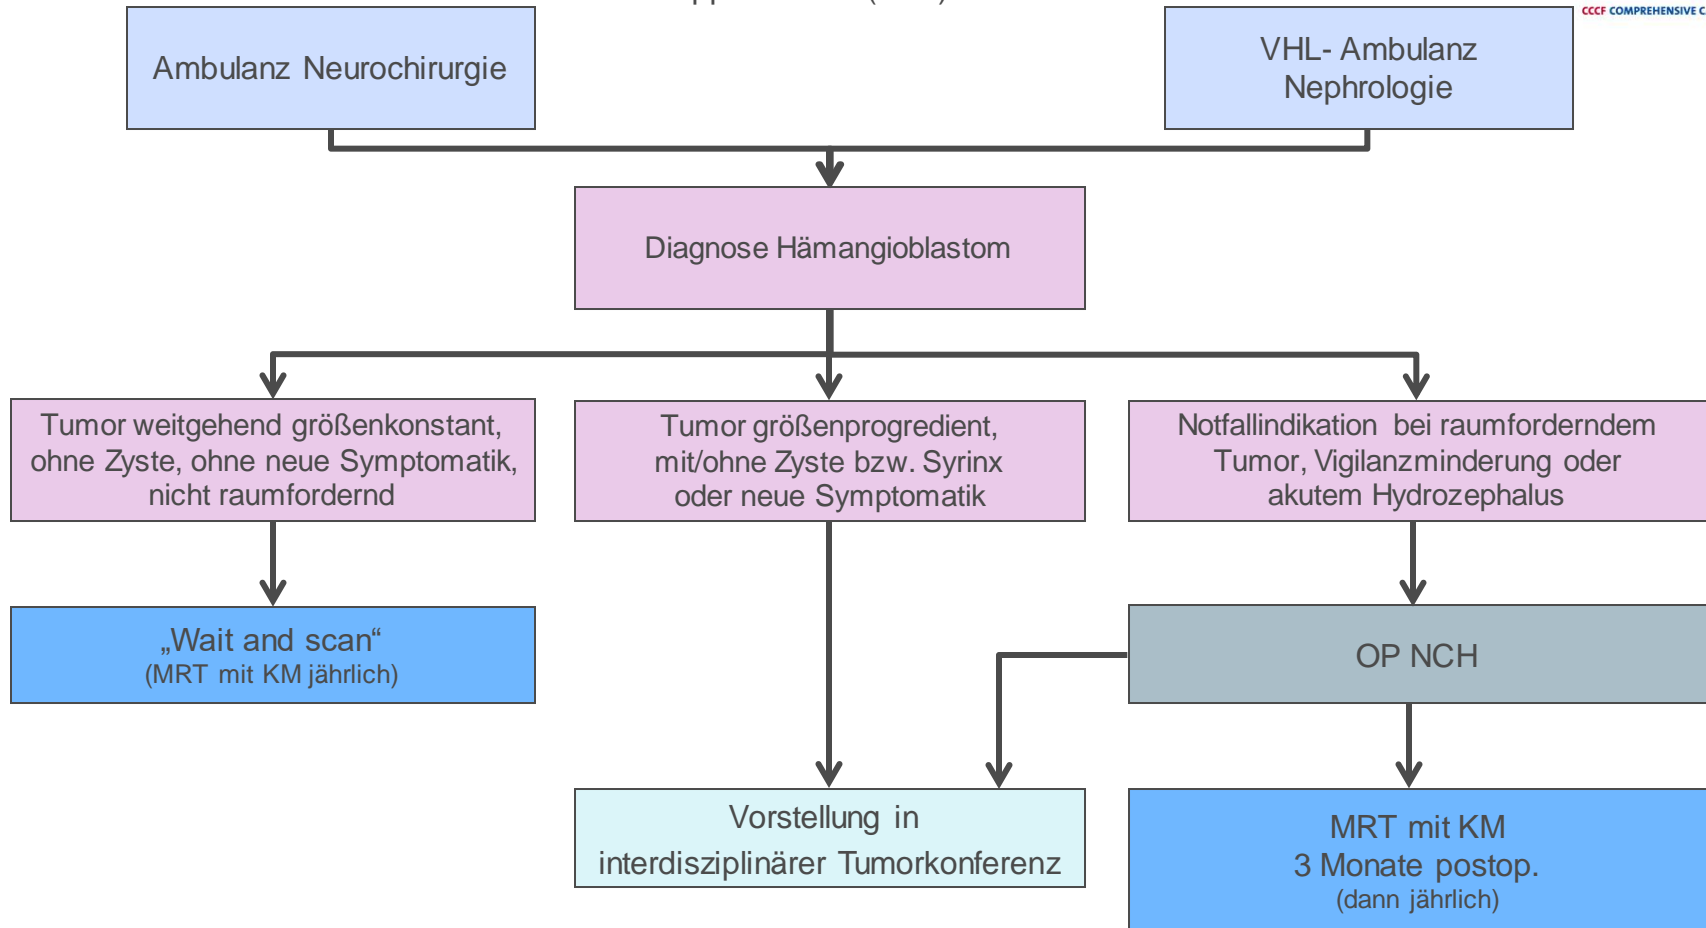 CCCF COMPREHENSIVE C
Ambulanz Neurochirurgie
VHL- Ambulanz
Nephrologie
Diagnose Hämangioblastom
Tumor weitgehend größenkonstant,
ohne Zyste, ohne neue Symptomatik,
nicht raumfordernd
Tumor größenprogredient,
mit/ohne Zyste bzw. Syrinx
oder neue Symptomatik
Notfallindikation bei raumforderndem
Tumor, Vigilanzminderung oder
akutem Hydrozephalus
„Wait and scan“
(MRT mit KM jährlich)
OP NCH
Vorstellung in
interdisziplinärer Tumorkonferenz
MRT mit KM
3 Monate postop.
(dann jährlich)